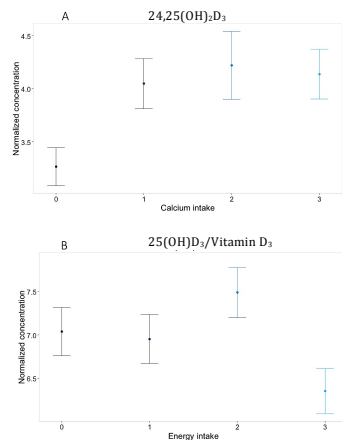 A
24,25(OH)₂D₃
Normalized concentration
4.5
4.0
3.5
0 1 2 3
Calcium intake
B
25(OH)D₃/Vitamin D₃
Normalized concentration
7.5
7.0
6.5
0 1 2 3
Energy intake